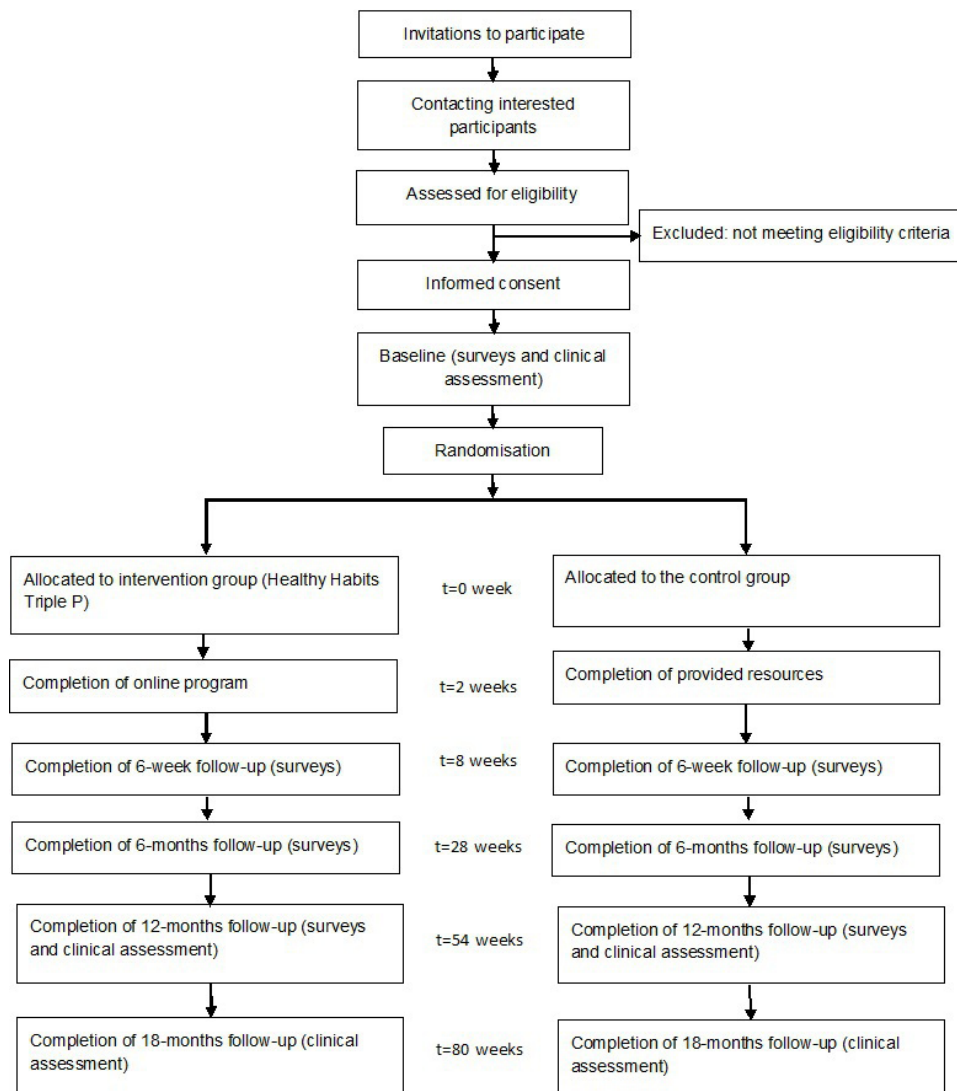 Invitations to participate
Contacting interested
participants
Assessed for eligibility
Excluded: not meeting eligibility criteria
Informed consent
Baseline (surveys and clinical
assessment)
Randomisation
Allocated to intervention group (Healthy Habits
Triple P)
t=0 week
Allocated to the control group
Completion of online program
t=2 weeks
Completion of provided resources
Completion of 6-week follow-up (surveys)
t=8 weeks
Completion of 6-week follow-up (surveys)
Completion of 6-months follow-up (surveys)
t=28 weeks
Completion of 6-months follow-up (surveys)
Completion of 12-months follow-up (surveys
and clinical assessment)
t=54 weeks
Completion of 12-months follow-up (surveys
and clinical assessment)
Completion of 18-months follow-up (clinical
assessment)
t=80 weeks
Completion of 18-months follow-up (clinical
assessment)